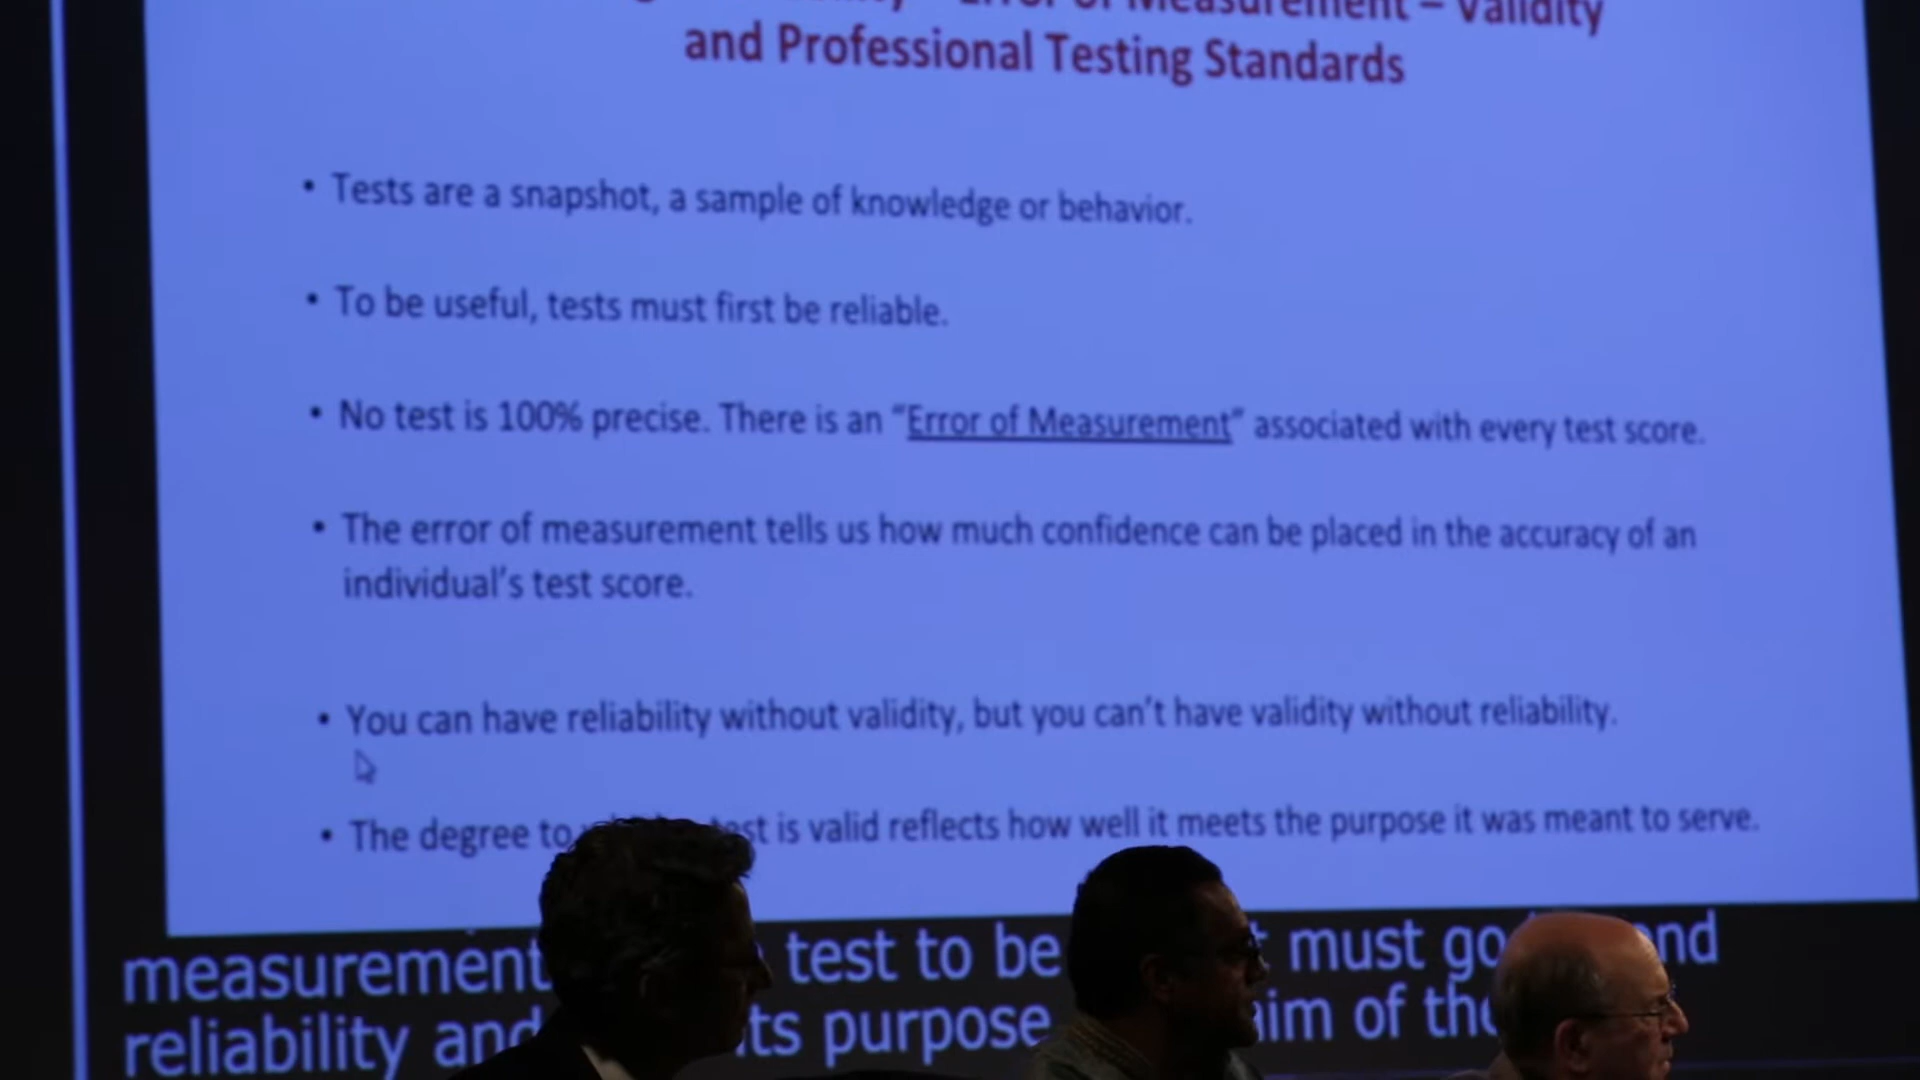 Error of Measurement – Validity
and Professional Testing Standards
• Tests are a snapshot, a sample of knowledge or behavior.
• To be useful, tests must first be reliable.
• No test is 100% precise. There is an “Error of Measurement” associated with every test score.
• The error of measurement tells us how much confidence can be placed in the accuracy of an
individual’s test score.
• You can have reliability without validity, but you can’t have validity without reliability.
• The degree to test is valid reflects how well it meets the purpose it was meant to serve.
measurement test to be must go
reliability and its purpose aim of the